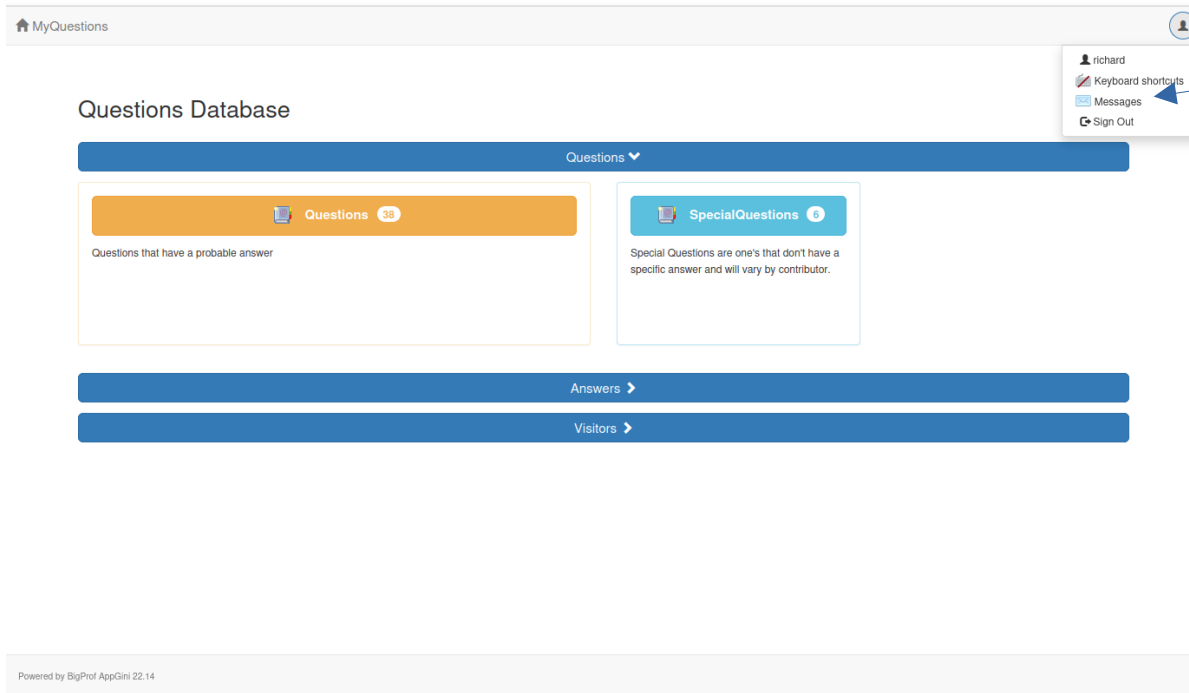 MyQuestions
richard
Keyboard shortcuts
Messages
Sign Out
Questions Database
Questions
Questions 38
Questions that have a probable answer
SpecialQuestions 6
Special Questions are one's that don't have a
specific answer and will vary by contributor.
Answers
Visitors
Powered by BigProf AppGini 22.14